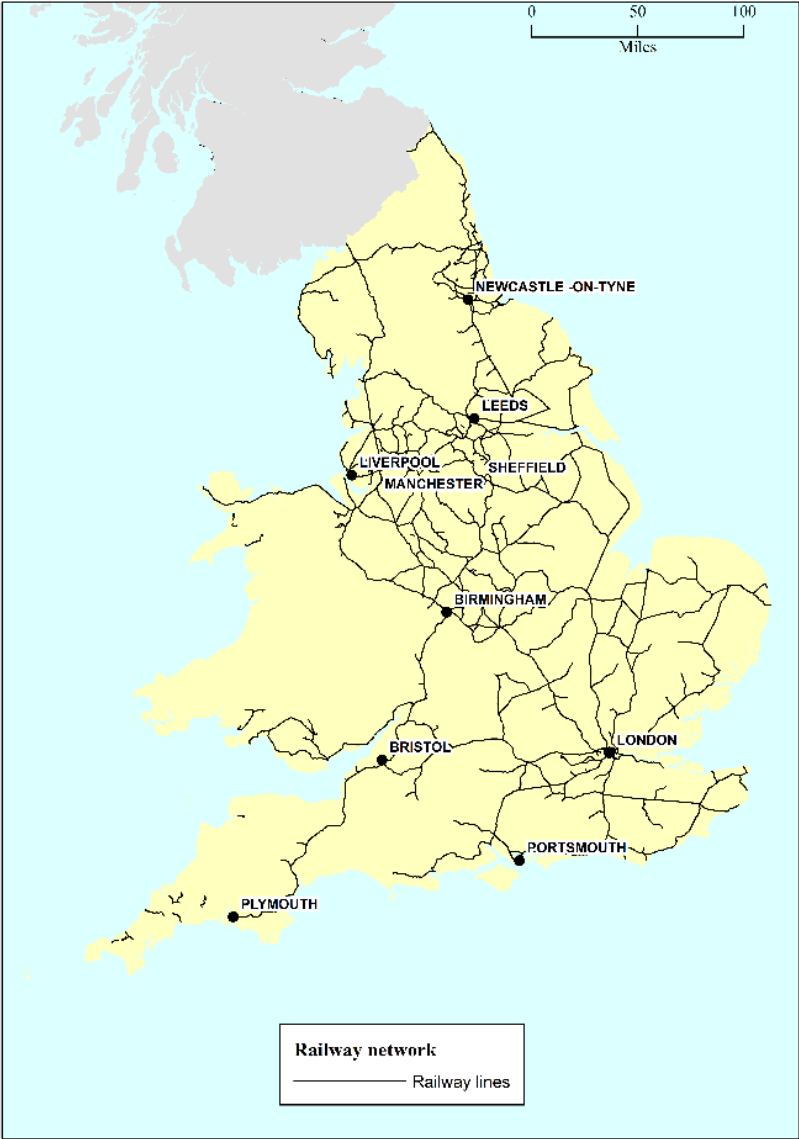 0 50 100
Miles
NEWCASTLE -ON-TYNE
LEEDS
LIVERPOOL
SHEFFIELD
MANCHESTER
BIRMINGHAM
LONDON
BRISTOL
PORTSMOUTH
PLYMOUTH
Railway network
Railway lines